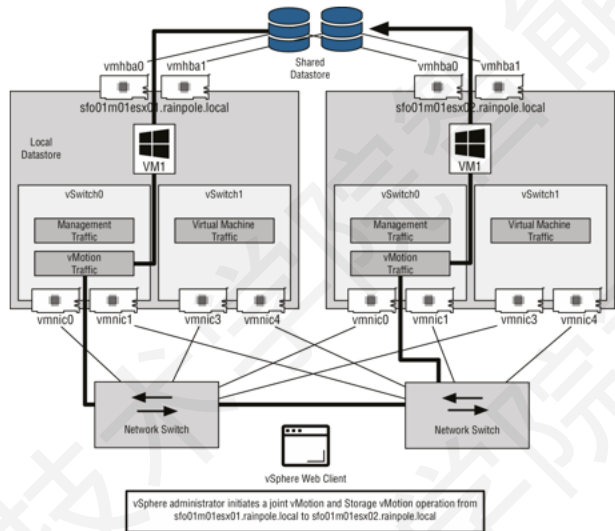 vmhba0
vmhba1
Shared
Datastore
vmhba0
vmhba1
sfo01m01esx01.rainpole.local
sfo01m01esx02.rainpole.local
Local
Datastore
VM1
VM1
vSwitch0
vSwitch1
vSwitch0
vSwitch1
Management
Traffic
Virtual Machine
Traffic
Management
Traffic
Virtual Machine
Traffic
vMotion
Traffic
vMotion
Traffic
vmnic0
vmnic1
vmnic3
vmnic4
vmnic0
vmnic1
vmnic3
vmnic4
Network Switch
Network Switch
vSphere Web Client
vSphere administrator initiates a joint vMotion and Storage vMotion operation from
sfo01m01esx01.rainpole.local to sfo01m01esx02.rainpole.local